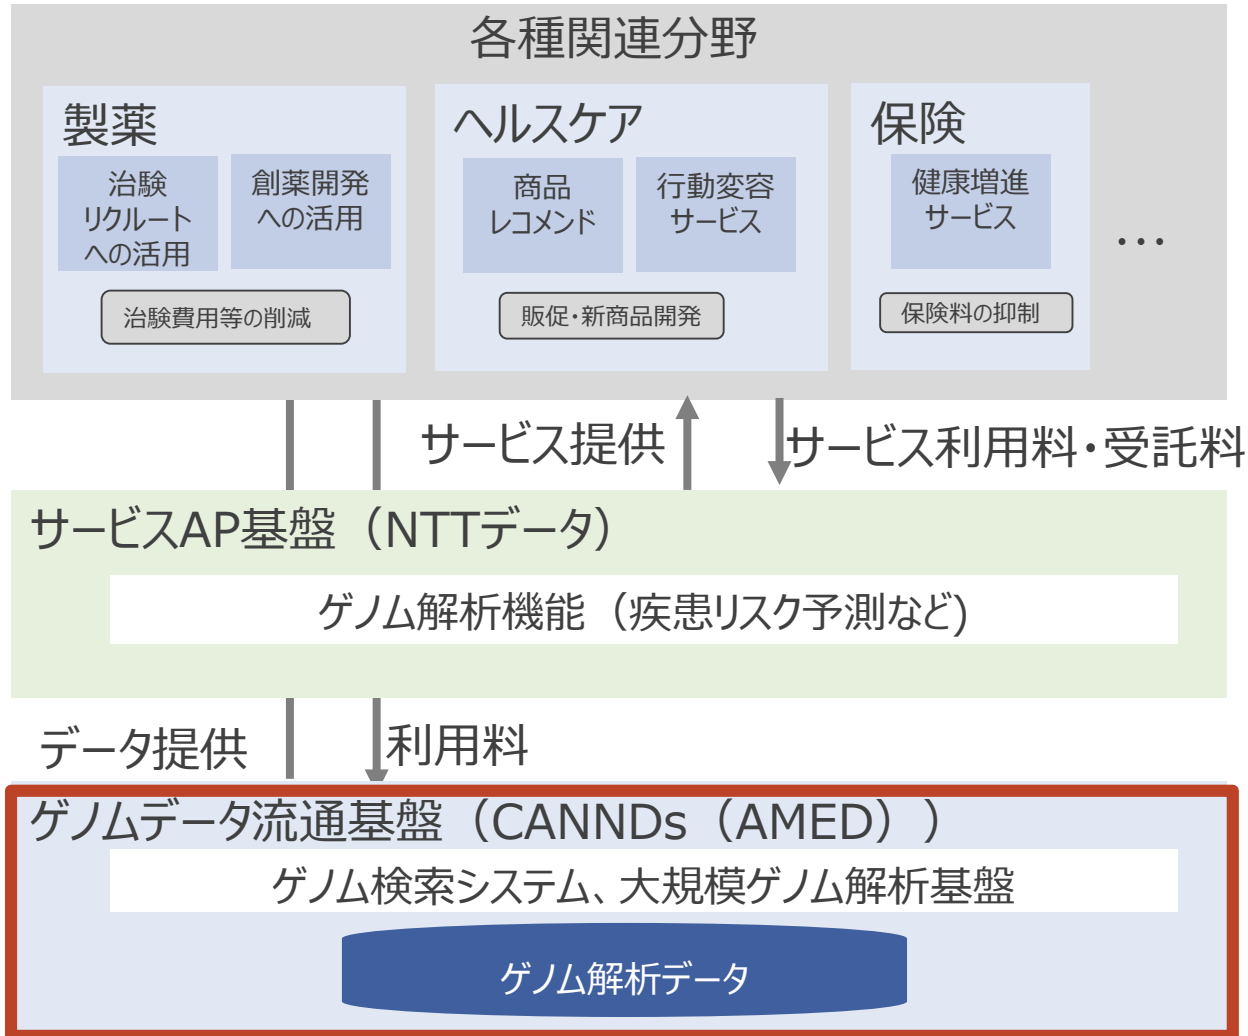 各種関連分野
製薬
治験
リクルート
への活用
創薬開発
への活用
治験費用等の削減
ヘルスケア
商品
レコメンド
行動変容
サービス
販促・新商品開発
保険
健康増進
サービス
保険料の抑制
…
サービス提供
サービス利用料・受託料
サービスAP基盤（NTTデータ）
ゲノム解析機能（疾患リスク予測など)
データ提供
利用料
ゲノムデータ流通基盤（CANNDs（AMED））
ゲノム検索システム、大規模ゲノム解析基盤
ゲノム解析データ